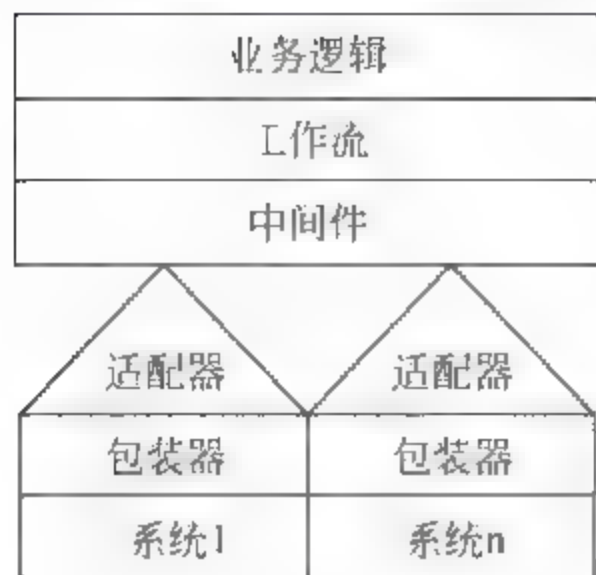 业务逻辑
工作流
中间件
适配器 适配器
包装器 包装器
系统1 系统n